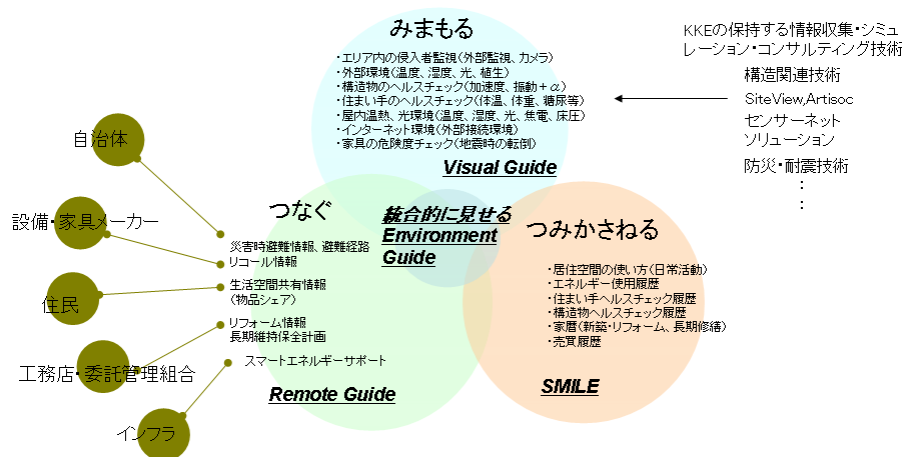 みまもる
・エリア内の侵入者監視(外部監視、カメラ)
・外部環境(温度、湿度、光、植生)
・構造物のヘルスチェック(加速度、振動+α)
・住まい手のヘルスチェック(体温、体重、糖尿等)
・屋内温熱、光環境(温度、湿度、光、焦電、床圧)
・インターネット環境(外部接続環境)
・家具の危険度チェック(地震時の転倒)
Visual Guide
KKEの保持する情報収集・シミュ
レーション・コンサルティング技術
構造関連技術
SiteView,Artisoc
センサーネット
ソリューション
防災・耐震技術
:
:
自治体
設備・家具メーカー
住民
工務店・委託管理組合
インフラ
つなぐ
災害時避難情報、避難経路
リコール情報
生活空間共有情報
(物品シェア)
リフォーム情報
長期維持保全計画
スマートエネルギーサポート
Remote Guide
統合的に見せる
Environment
Guide
つみかさねる
・居住空間の使い方(日常活動)
・エネルギー使用履歴
・住まい手ヘルスチェック履歴
・構造物ヘルスチェック履歴
・家暦(新築・リフォーム、長期修繕)
・売買履歴
SMILE